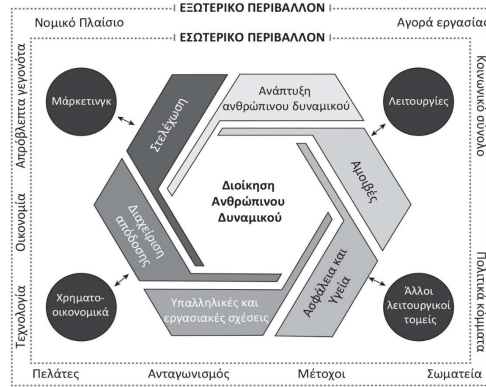 ΕΞΩΤΕΡΙΚΟ ΠΕΡΙΒΑΛΛΟΝ
Νομικό Πλαίσιο
Αγορά εργασίας
ΕΣΩΤΕΡΙΚΟ ΠΕΡΙΒΑΛΛΟΝ
Απρόβλεπτα γεγονότα
Οικονομία
Τεχνολογία
Κοινωνικό σύνολο
Πολιτικά κόμματα
Μάρκετινγκ
Στελέχωση
Ανάπτυξη
ανθρώπινου δυναμικού
Λειτουργίες
Αμοιβές
Διοίκηση
Ανθρώπινου
Δυναμικού
Διαχείριση
απόδοσης
Χρηματο-
οικονομικά
Υπαλληλικές και
εργασιακές σχέσεις
Ασφάλεια και
Υγεία
Άλλοι
λειτουργικοί
τομείς
Πελάτες
Ανταγωνισμός
Μέτοχοι
Σωματεία